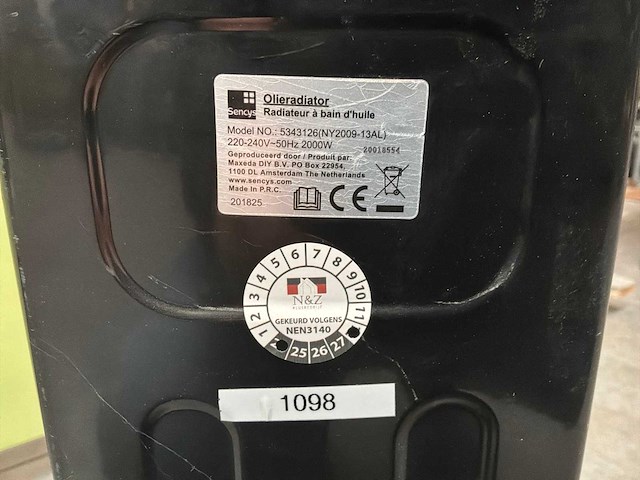 Sencys
Olieradiator
Radiateur à bain d'huile
Model NO.: 5343126(NY2009-13AL)
220-240V~50Hz 2000W
20018554
Geproduceerd door / Produit par
Maxeda DIY B.V. PO Box 22954,
1100 DL Amsterdam The Netherlands
www.sencys.com
Made in P.R.C.
201825
CE
1 2 3 4 5 6 7 8 9 10 11
N&Z
GEKEURD VOLGENS
NEN3140
25 26 27
1098